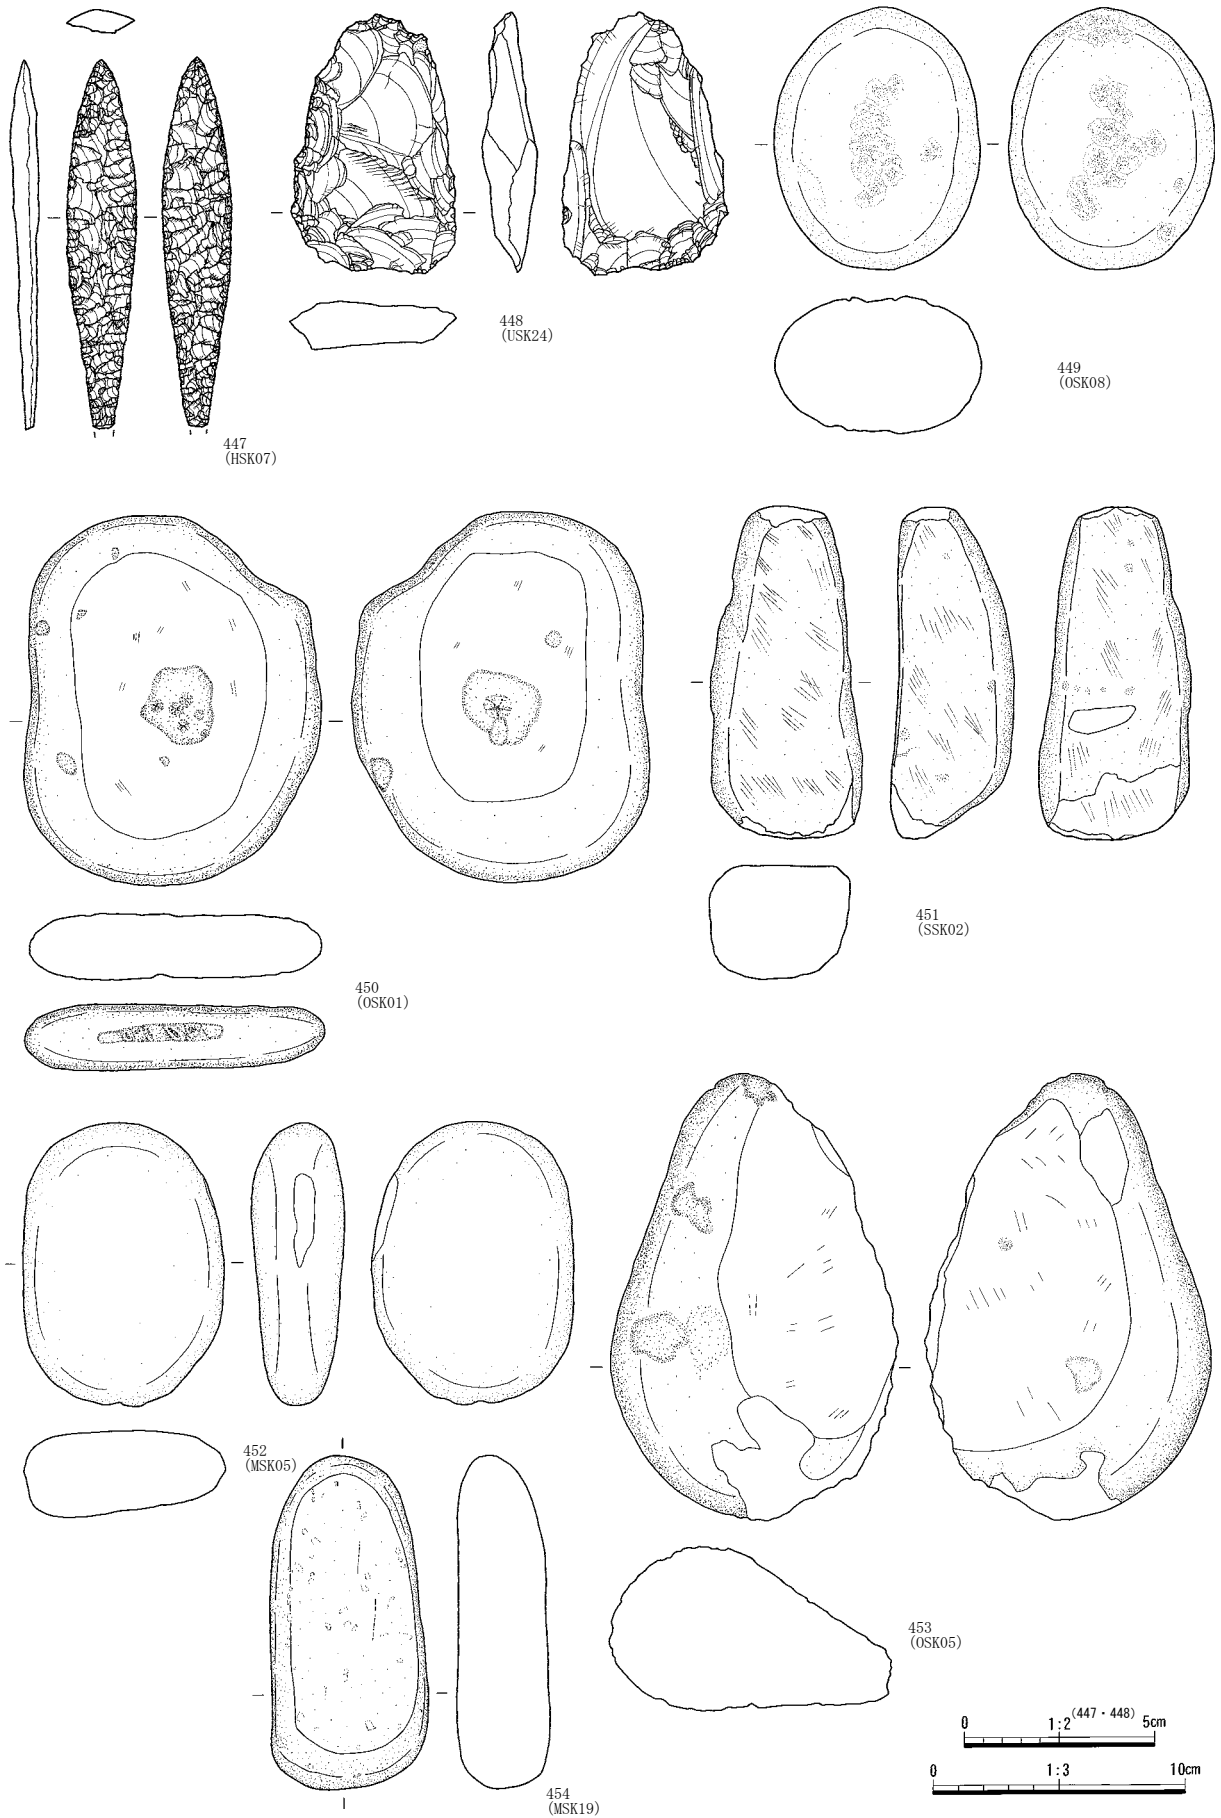 447
(HSK07)
448
(USK24)
449
(OSK08)
450
(OSK01)
451
(SSK02)
452
(MSK05)
453
(OSK05)
454
(MSK19)
0 1:2 (447・448) 5cm
0 1:3 10cm